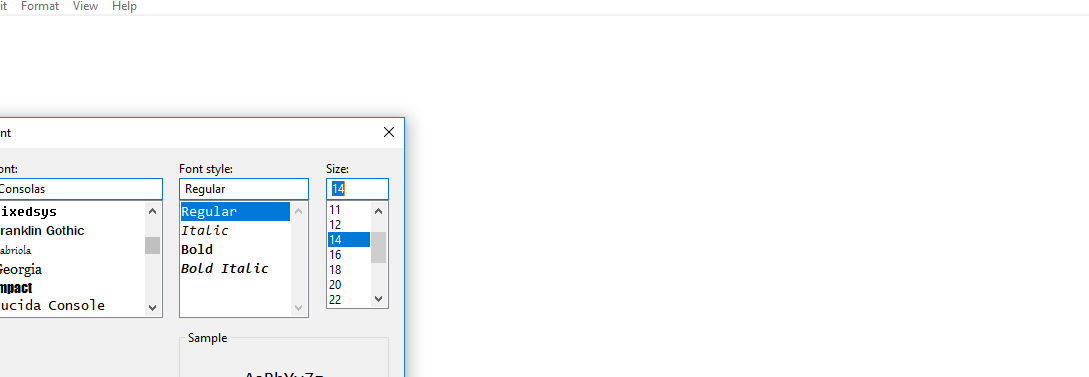 it Format View Help
nt
ont: Font style: Size:
Consolas Regular 14
ixedsys Regular 11
ranklin Gothic Italic 12
abriola Bold 14
Georgia Bold Italic 16
mpact 18
ucida Console 20
22
Sample
AaBbYyZz